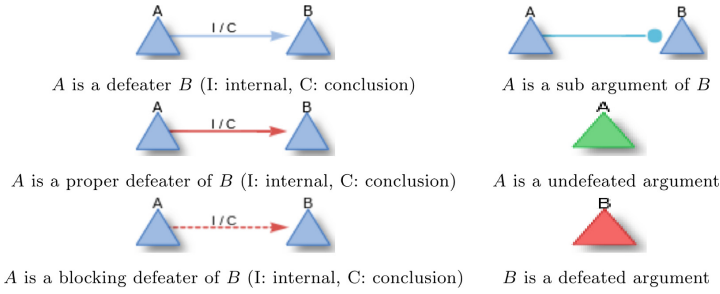 A I / C B
A B
A is a defeater B (I: internal, C: conclusion)
A is a sub argument of B
A I / C B
A
A is a proper defeater of B (I: internal, C: conclusion)
A is a undefeated argument
A I / C B
B
A is a blocking defeater of B (I: internal, C: conclusion)
B is a defeated argument